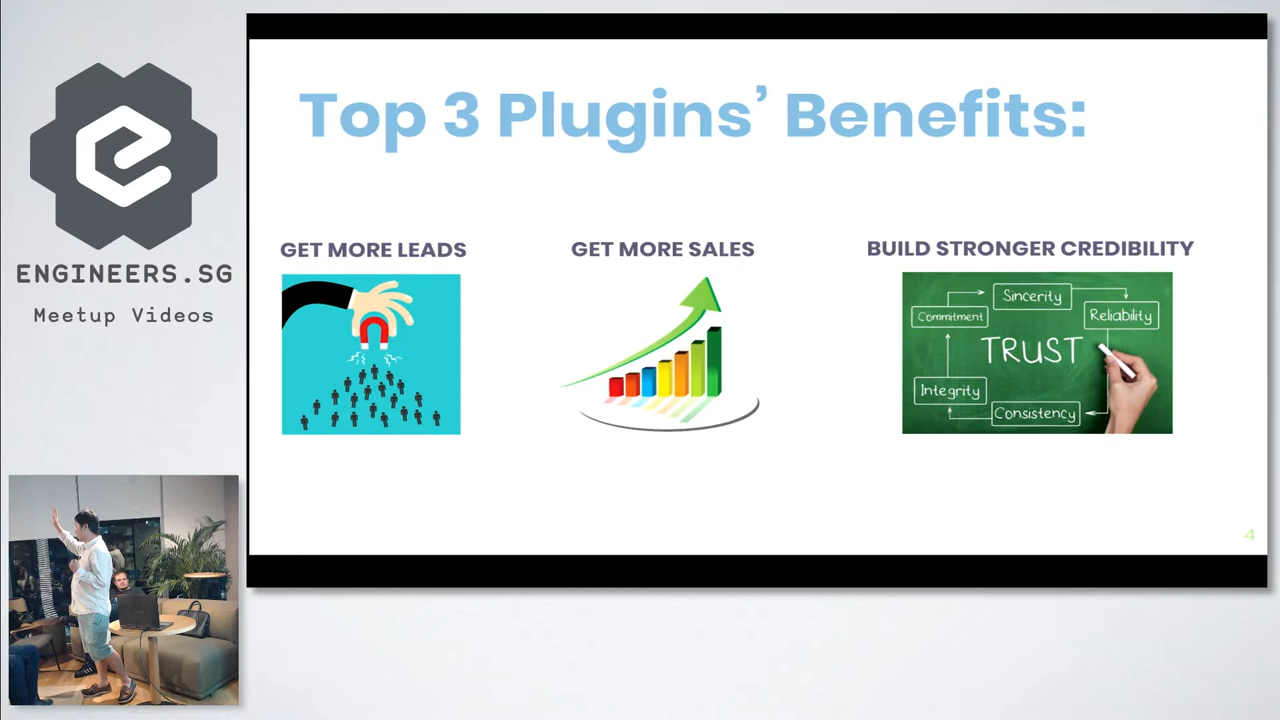 ENGINEERS.SG
Meetup Videos
Top 3 Plugins’ Benefits:
GET MORE LEADS
GET MORE SALES
BUILD STRONGER CREDIBILITY
Sincerity
Commitment
Reliability
TRUST
Integrity
Consistency
4